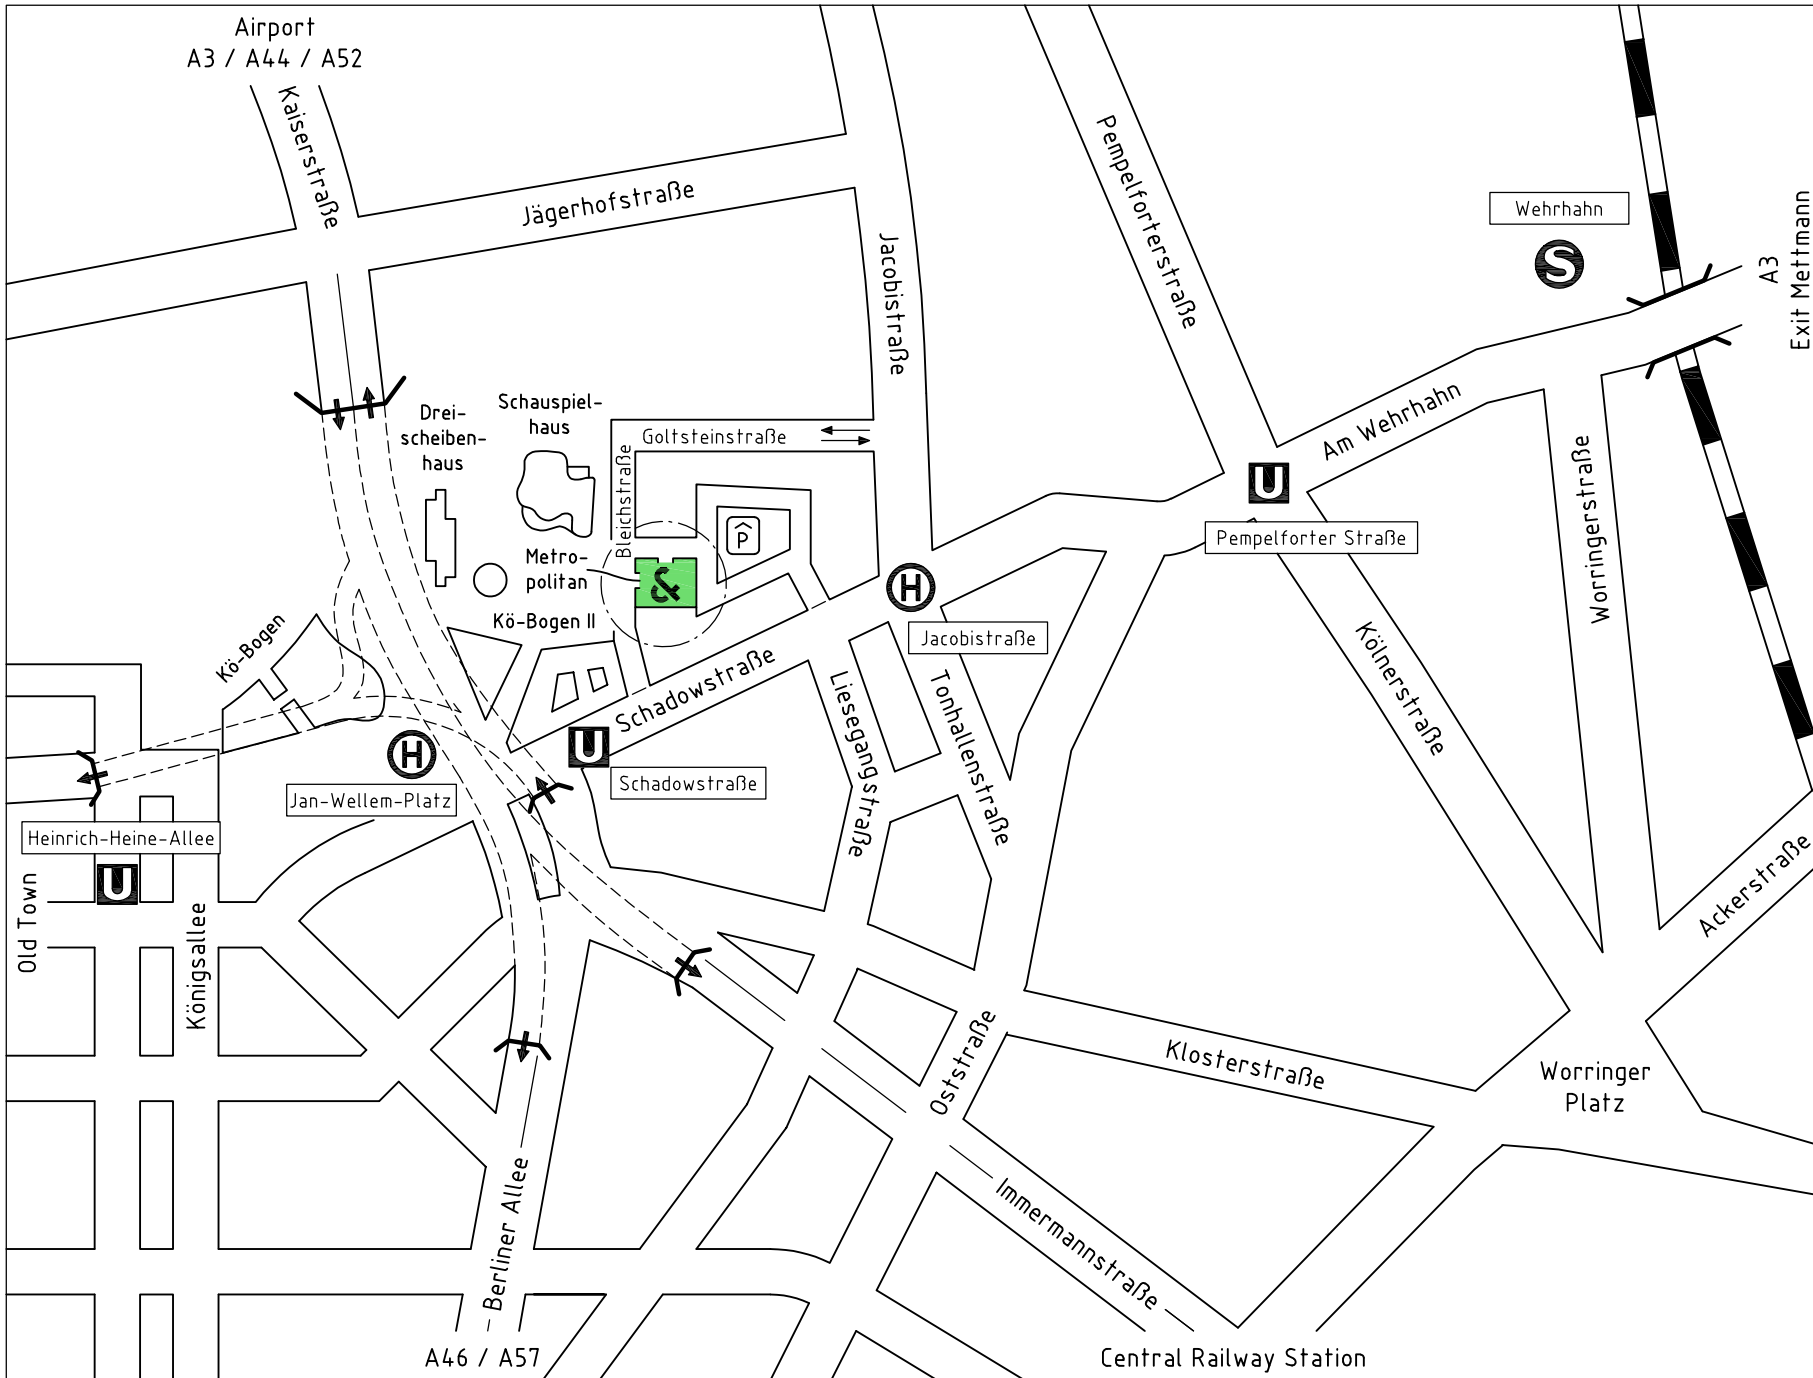 Airport
A3 / A44 / A52
Kaiserstraße
Jägerhofstraße
Jacobistraße
Pempelforterstraße
Wehrhahn
S
A3
Exit Mettmann
Drei-
scheiben-
haus
Schauspiel-
haus
Goltsteinstraße
Bleichstraße
Am Wehrhahn
U
Pempelforter Straße
Worringerstraße
P
Metro-
politan
&
Kö-Bogen II
H
Jacobistraße
Kö-Bogen
Schadowstraße
Liesegangstraße
Tonhallenstraße
Kölnerstraße
H
Jan-Wellem-Platz
U
Schadowstraße
Heinrich-Heine-Allee
U
Old Town
Königsallee
Ackerstraße
Oststraße
Klosterstraße
Worringer
Platz
Berliner Allee
Immermannstraße
A46 / A57
Central Railway Station